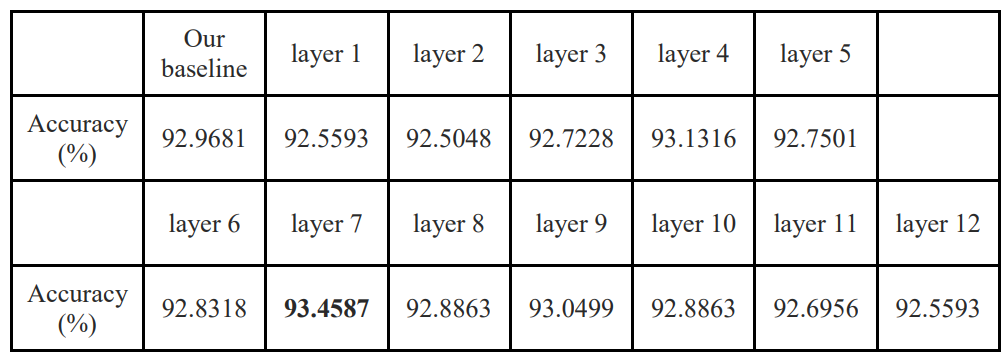 Our
baseline
layer 1
layer 2
layer 3
layer 4
layer 5
Accuracy
(%)
92.9681
92.5593
92.5048
92.7228
93.1316
92.7501
layer 6
layer 7
layer 8
layer 9
layer 10
layer 11
layer 12
Accuracy
(%)
92.8318
93.4587
92.8863
93.0499
92.8863
92.6956
92.5593